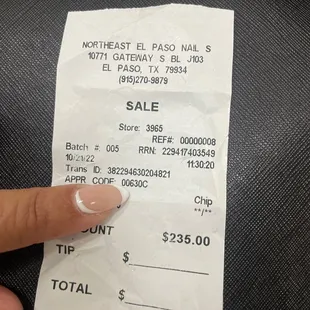 NORTHEAST EL PASO NAIL S
10771 GATEWAY S BL J103
EL PASO, TX 79934
(915)270-9879
SALE
Store: 3965
REF#: 00000008
Batch #: 005 RRN: 229417403549
10/21/22 11:30:20
Trans ID: 382294630204821
APPR CODE: 00630C
Chip
**/**
OUNT $235.00
TIP $
TOTAL $